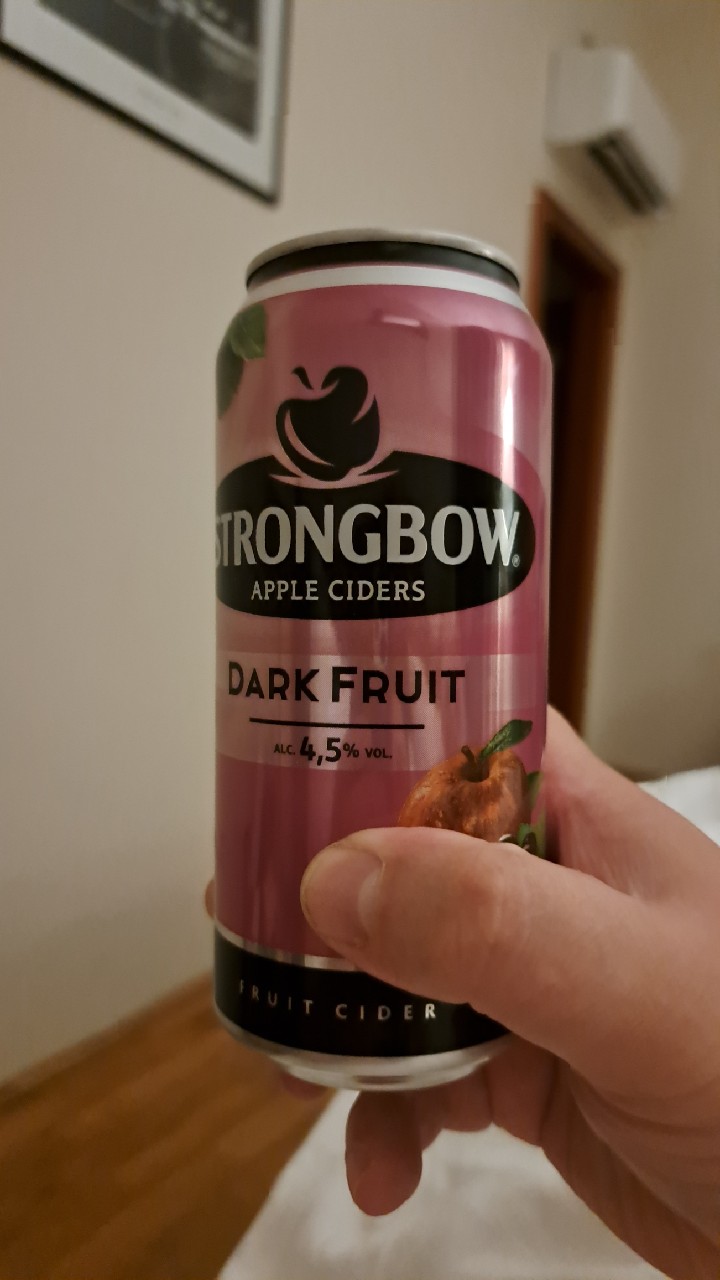 STRONGBOW®
APPLE CIDERS
DARK FRUIT
ALC. 4,5% VOL.
FRUIT CIDER